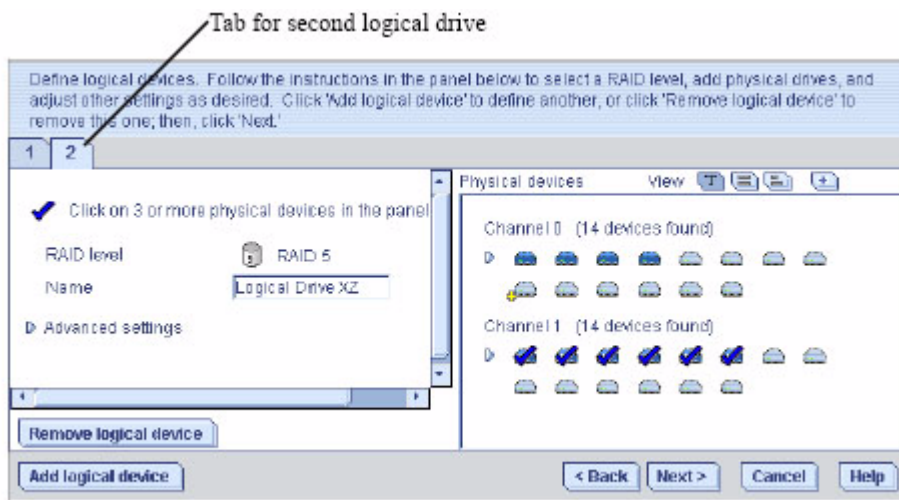 Tab for second logical drive
Define logical devices. Follow the instructions in the panel below to select a RAID level, add physical drives, and
adjust other settings as desired. Click 'Add logical device' to define another, or click 'Remove logical device' to
remove this one; then, click 'Next.'
1 2
Click on 3 or more physical devices in the panel
RAID level RAID 5
Name Logical Drive XZ
Advanced settings
Remove logical device
Physical devices View T
Channel 0 (14 devices found)
Channel 1 (14 devices found)
Add logical device < Back Next > Cancel Help